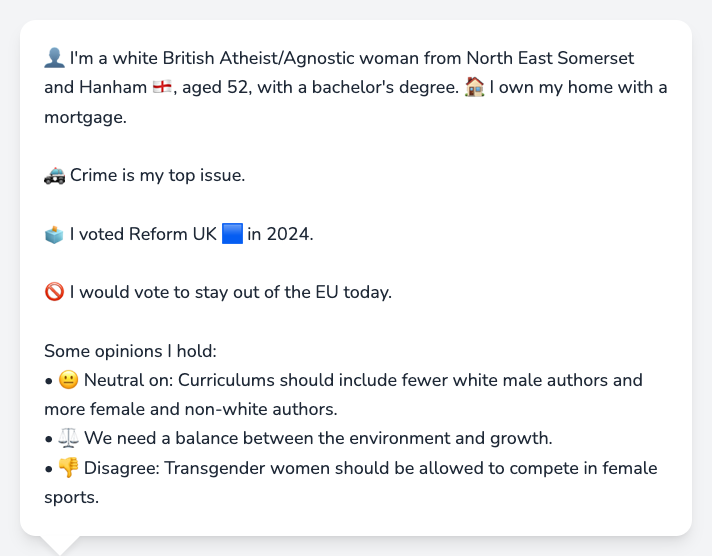 👤 I'm a white British Atheist/Agnostic woman from North East Somerset
and Hanham 🏴󠁧󠁢󠁥󠁮󠁧󠁿, aged 52, with a bachelor's degree. 🏠 I own my home with a
mortgage.
🚓 Crime is my top issue.
🗳️ I voted Reform UK 🟦 in 2024.
🚫 I would vote to stay out of the EU today.
Some opinions I hold:
• 😐 Neutral on: Curriculums should include fewer white male authors and
more female and non-white authors.
• ⚖️ We need a balance between the environment and growth.
• 👎 Disagree: Transgender women should be allowed to compete in female
sports.